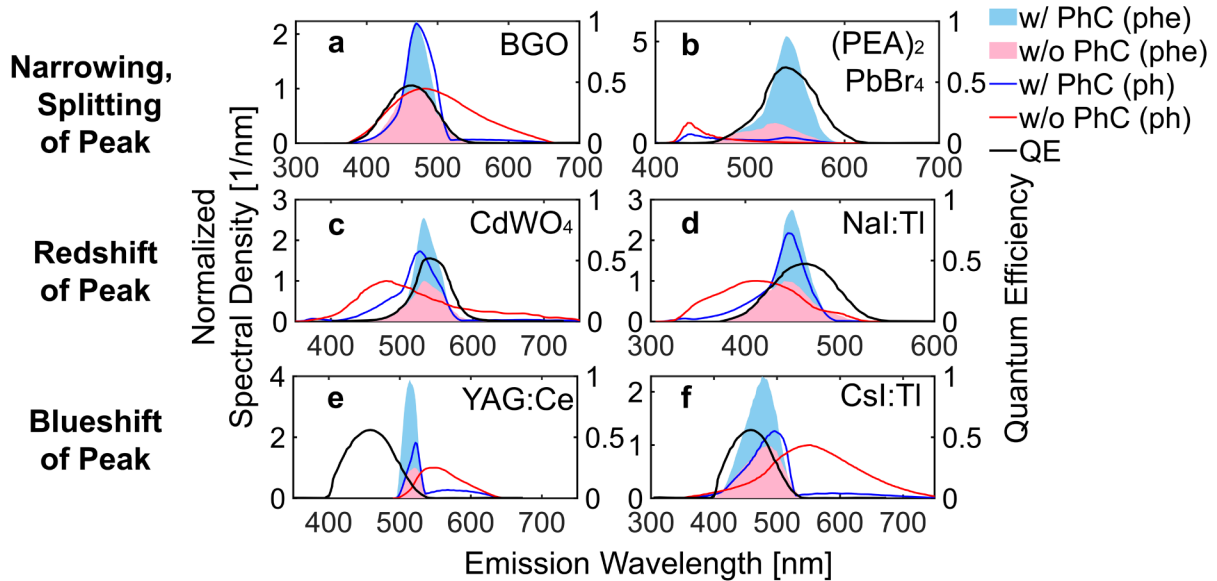 Narrowing,
Splitting
of Peak
Redshift
of Peak
Blueshift
of Peak
Normalized
Spectral Density [1/nm]
a
BGO
2
1
0
1
0.5
0
300 400 500 600 700
b
(PEA)2
PbBr4
5
0
1
0.5
0
400 500 600 700
c
CdWO4
3
2
1
0
1
0.5
0
400 500 600 700
d
NaI:Tl
3
2
1
0
1
0.5
0
300 400 500 600
e
YAG:Ce
4
2
0
1
0.5
0
400 500 600 700
f
CsI:Tl
2
1
0
1
0.5
0
300 400 500 600 700
Emission Wavelength [nm]
Quantum Efficiency
w/ PhC (phe)
w/o PhC (phe)
w/ PhC (ph)
w/o PhC (ph)
QE